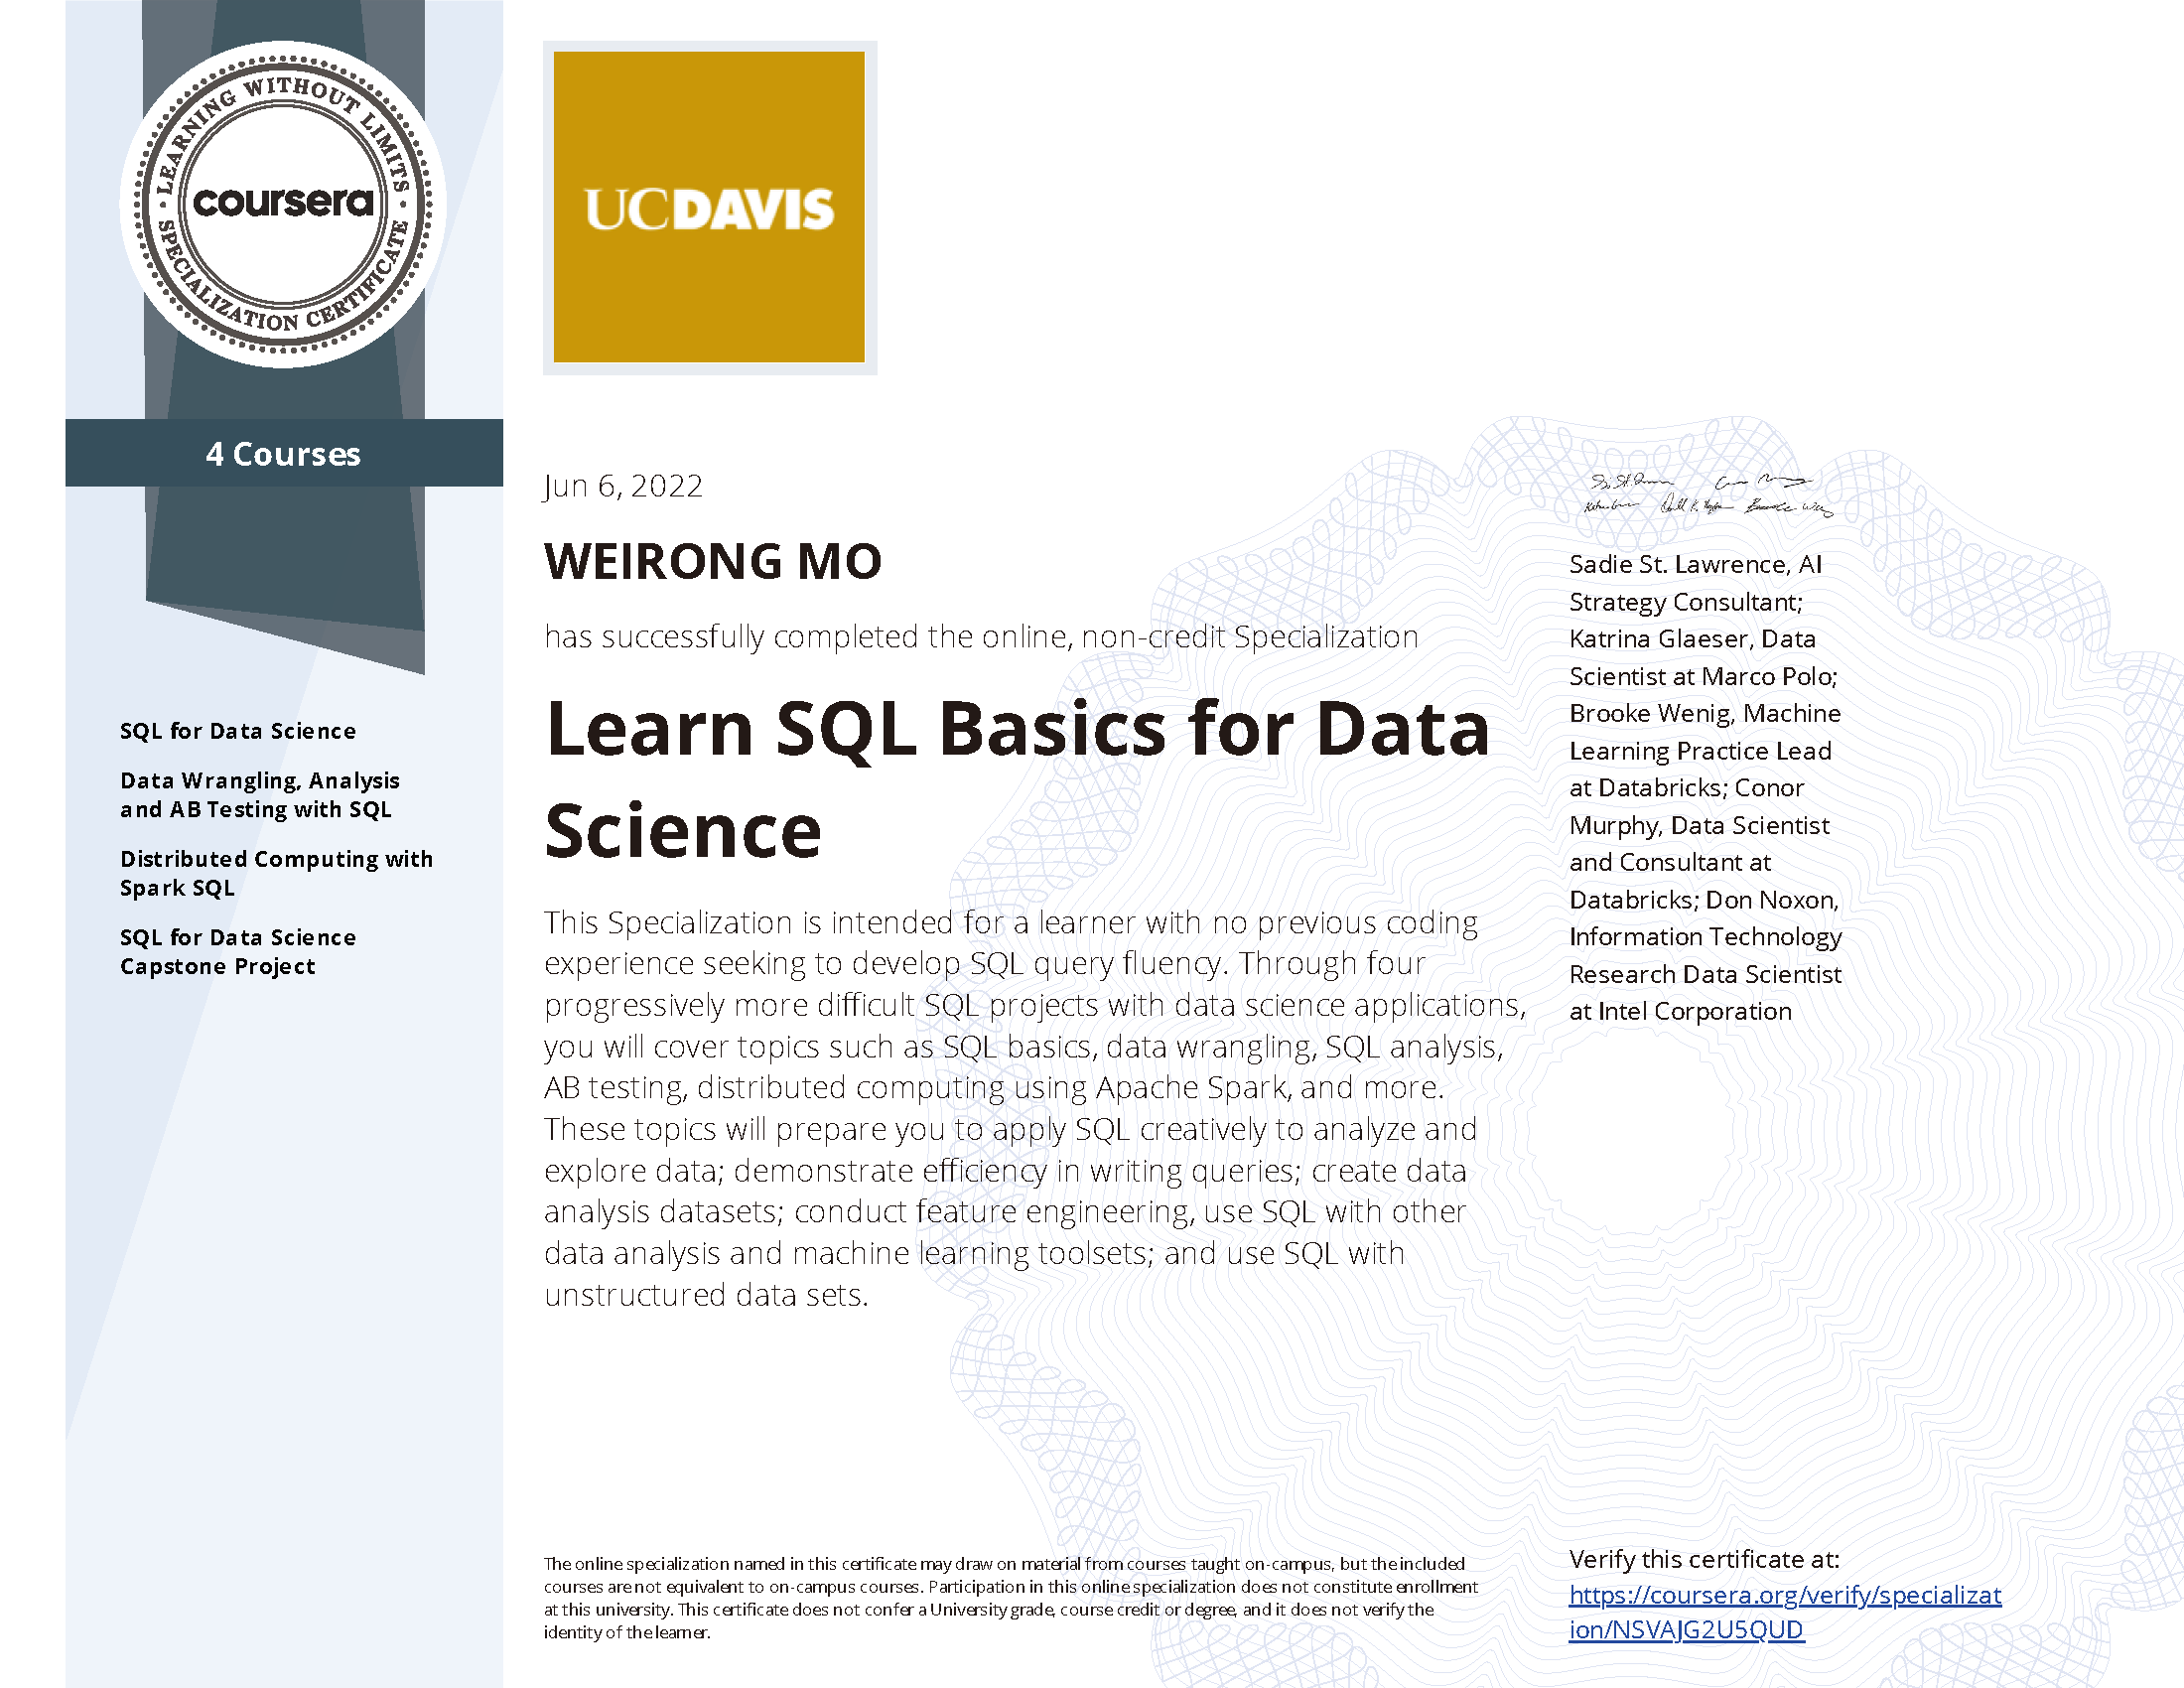 LEARNING WITHOUT LIMITS
coursera
SPECIALIZATION CERTIFICATE
UCDAVIS
4 Courses
SQL for Data Science
Data Wrangling, Analysis
and AB Testing with SQL
Distributed Computing with
Spark SQL
SQL for Data Science
Capstone Project
Jun 6, 2022
WEIRONG MO
has successfully completed the online, non-credit Specialization
Learn SQL Basics for Data
Science
This Specialization is intended for a learner with no previous coding
experience seeking to develop SQL query fluency. Through four
progressively more difficult SQL projects with data science applications,
you will cover topics such as SQL basics, data wrangling, SQL analysis,
AB testing, distributed computing using Apache Spark, and more.
These topics will prepare you to apply SQL creatively to analyze and
explore data; demonstrate efficiency in writing queries; create data
analysis datasets; conduct feature engineering, use SQL with other
data analysis and machine learning toolsets; and use SQL with
unstructured data sets.
Sadie St. Lawrence, AI
Strategy Consultant;
Katrina Glaeser, Data
Scientist at Marco Polo;
Brooke Wenig, Machine
Learning Practice Lead
at Databricks; Conor
Murphy, Data Scientist
and Consultant at
Databricks; Don Noxon,
Information Technology
Research Data Scientist
at Intel Corporation
The online specialization named in this certificate may draw on material from courses taught on-campus, but the included
courses are not equivalent to on-campus courses. Participation in this online specialization does not constitute enrollment
at this university. This certificate does not confer a University grade, course credit or degree, and it does not verify the
identity of the learner.
Verify this certificate at:
https://coursera.org/verify/specializat
ion/NSVAJG2U5QUD